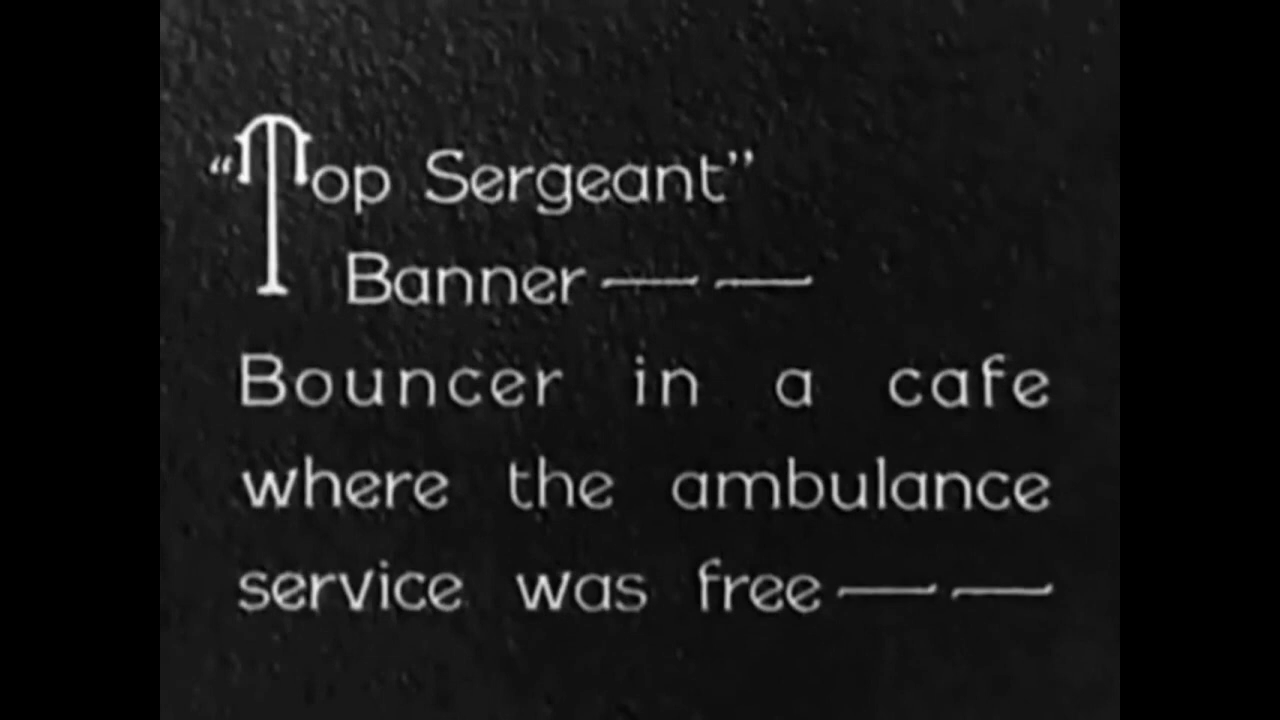 “Top Sergeant”
Banner — —
Bouncer in a cafe
where the ambulance
service was free — —